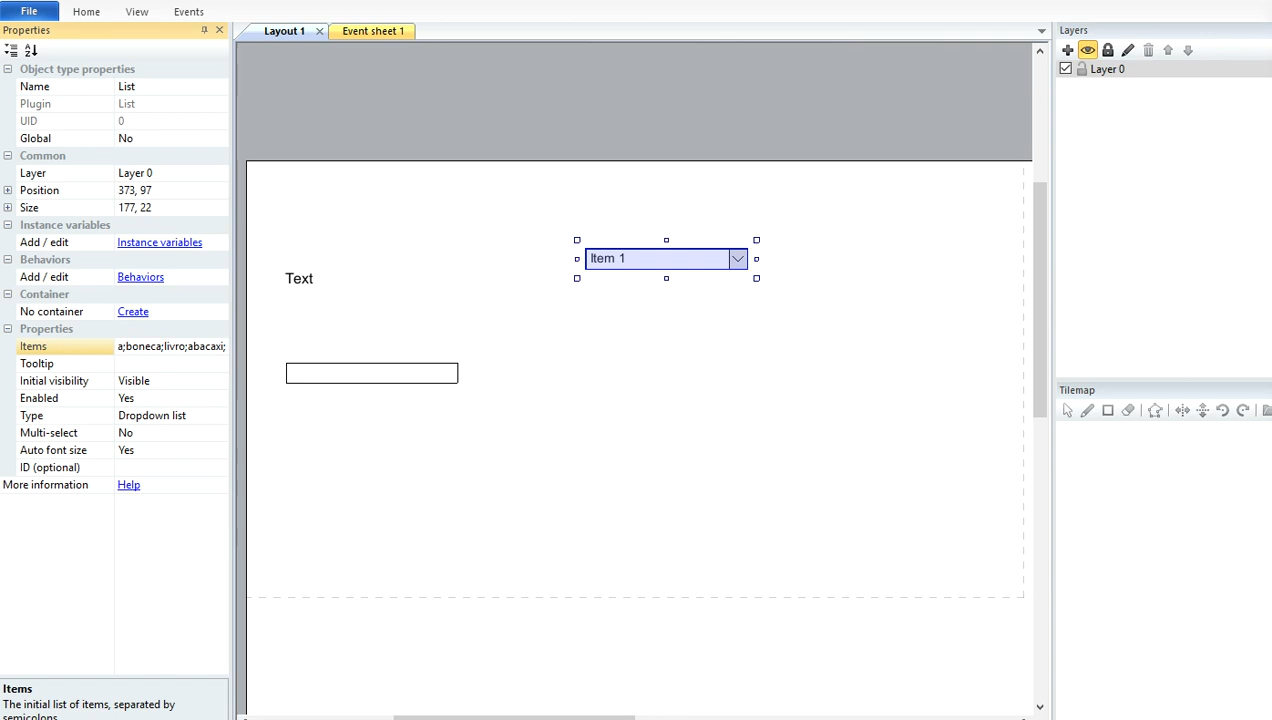 File Home View Events
Properties
Object type properties
Name List
Plugin List
UID 0
Global No
Common
Layer Layer 0
Position 373, 97
Size 177, 22
Instance variables
Add / edit Instance variables
Behaviors
Add / edit Behaviors
Container
No container Create
Properties
Items a;boneca;livro;abacaxi;
Tooltip
Initial visibility Visible
Enabled Yes
Type Dropdown list
Multi-select No
Auto font size Yes
ID (optional)
More information Help
Items
The initial list of items, separated by
semicolons.
Layout 1 Event sheet 1
Item 1
Text
Layers
Layer 0
Tilemap